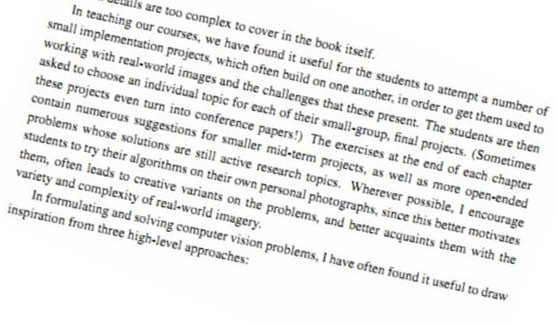 details are too complex to cover in the book itself.
In teaching our courses, we have found it useful for the students to attempt a number of
small implementation projects, which often build on one another, in order to get them used to
working with real-world images and the challenges that these present. The students are then
asked to choose an individual topic for each of their small-group, final projects. (Sometimes
these projects even turn into conference papers!) The exercises at the end of each chapter
contain numerous suggestions for smaller mid-term projects, as well as more open-ended
problems whose solutions are still active research topics. Wherever possible, I encourage
students to try their algorithms on their own personal photographs, since this better motivates
them, often leads to creative variants on the problems, and better acquaints them with the
variety and complexity of real-world imagery.
In formulating and solving computer vision problems, I have often found it useful to draw
inspiration from three high-level approaches: